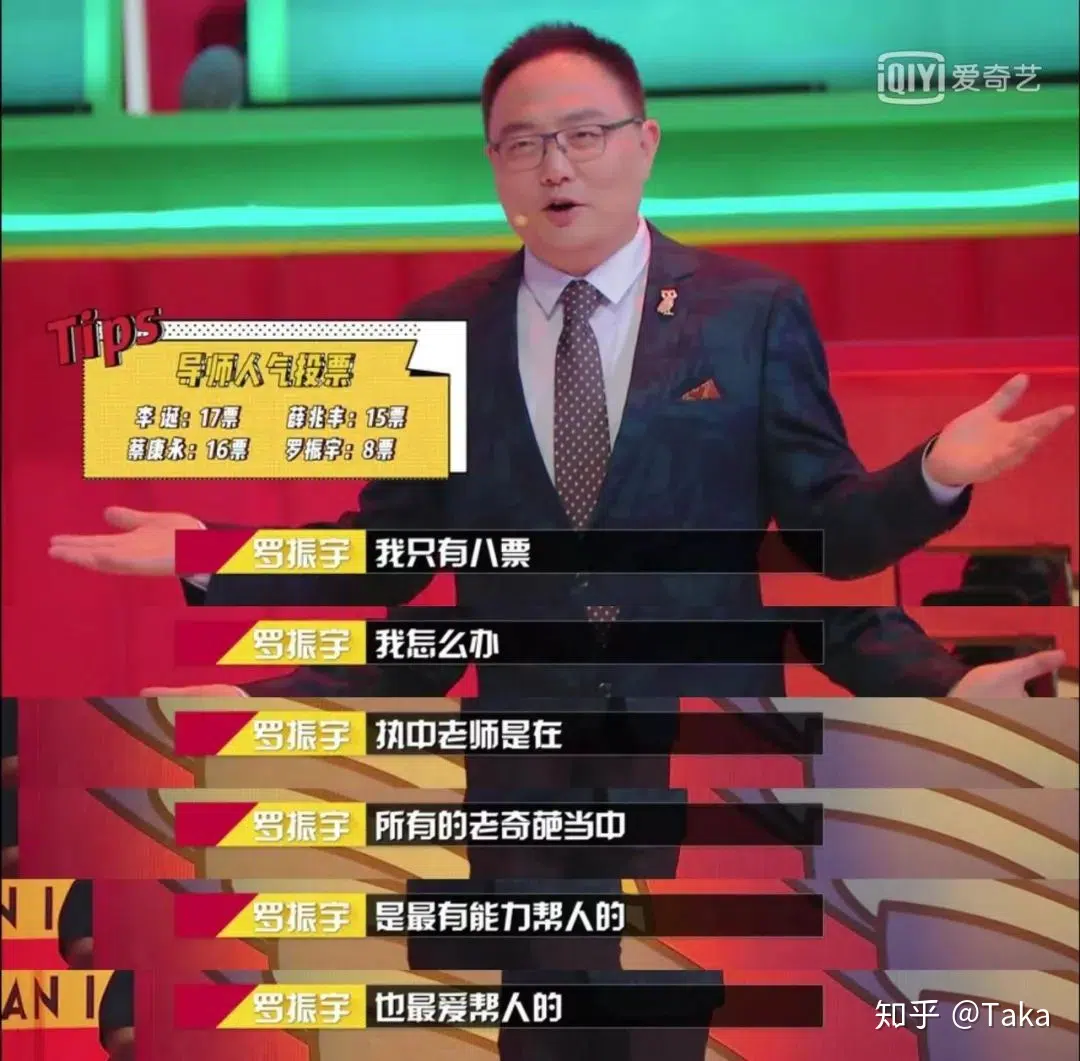 iQIYI 爱奇艺
Tips
导师人气投票
李诞：17票 薛兆丰：15票
蔡康永：16票 罗振宇：8票
罗振宇 我只有八票
罗振宇 我怎么办
罗振宇 执中老师是在
罗振宇 所有的老奇葩当中
N I
罗振宇 是最有能力帮人的
AN I
罗振宇 也最爱帮人的
知乎 @Taka